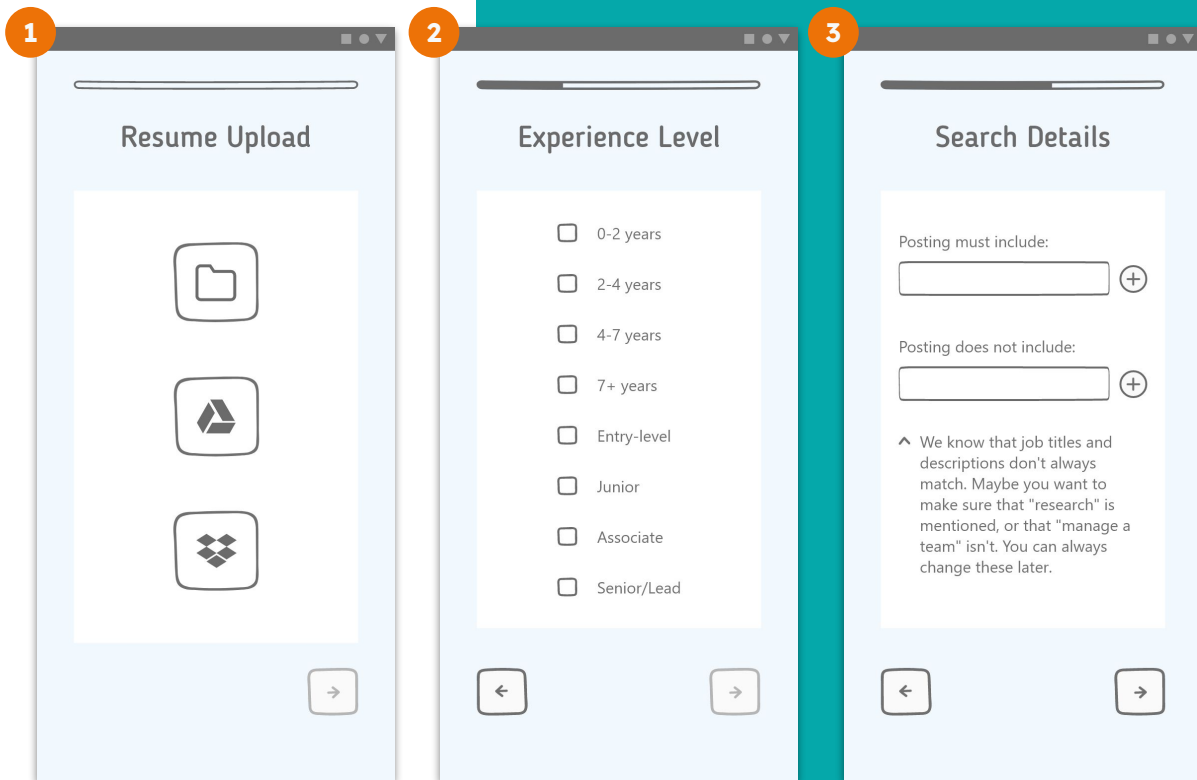 1
Resume Upload
2
Experience Level
0-2 years
2-4 years
4-7 years
7+ years
Entry-level
Junior
Associate
Senior/Lead
3
Search Details
Posting must include:
Posting does not include:
We know that job titles and
descriptions don't always
match. Maybe you want to
make sure that "research" is
mentioned, or that "manage a
team" isn't. You can always
change these later.